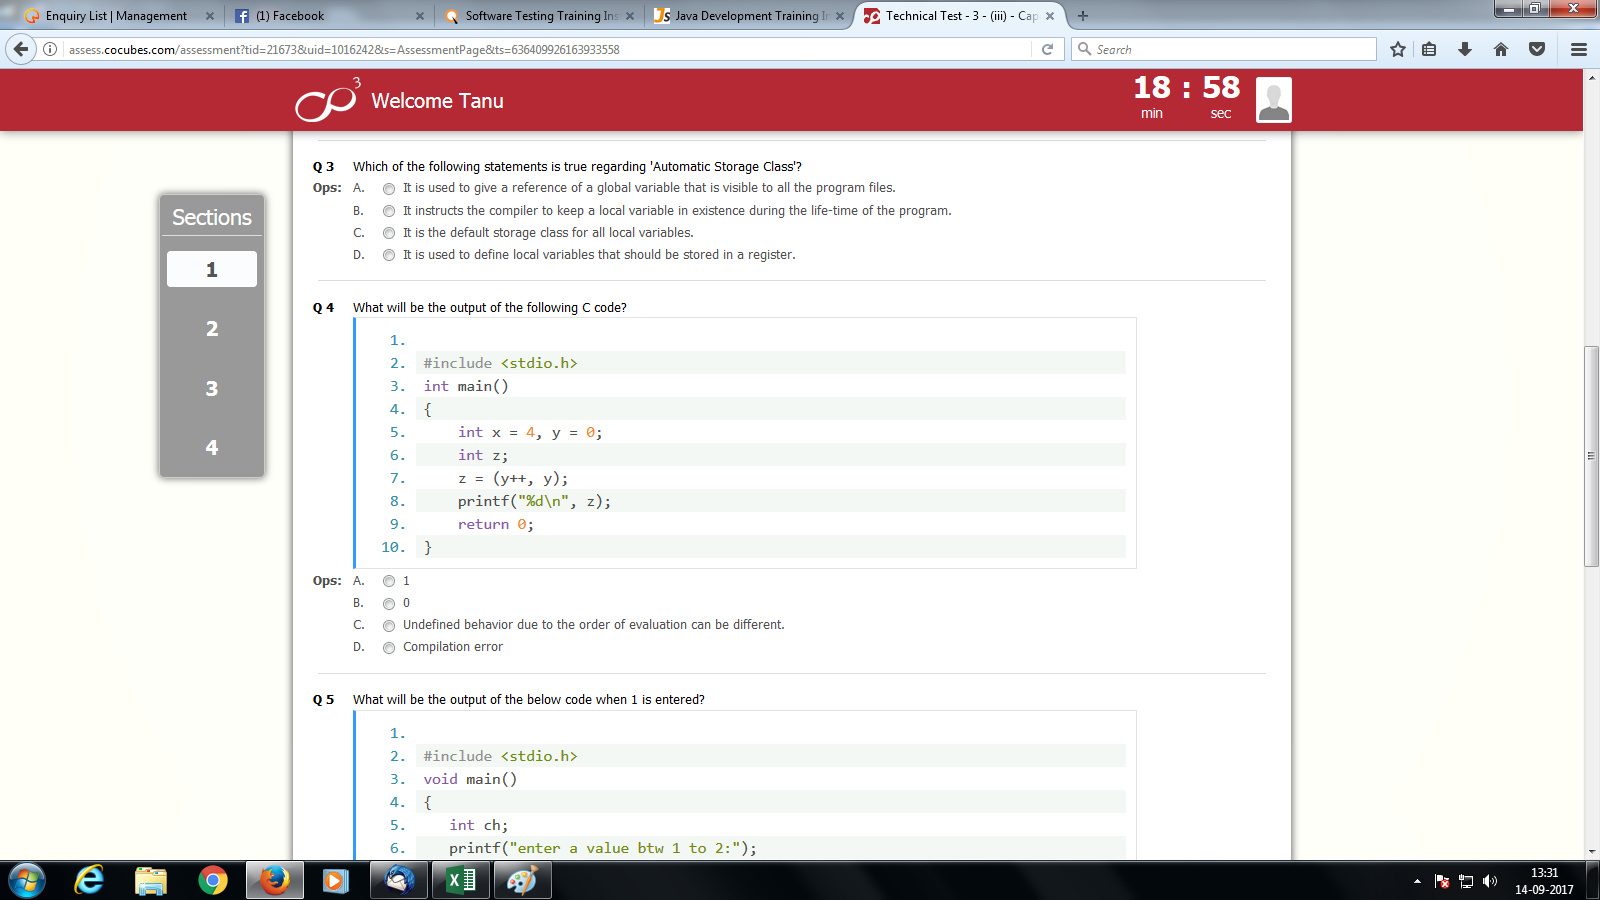 Enquiry List | Management
(1) Facebook
Software Testing Training Ins
Java Development Training I
Technical Test - 3 - (iii) - Cap
assess.cocubes.com/assessment?tid=21673&uid=1016242&s=AssessmentPage&ts=636409926163933558
Search
3
Welcome Tanu
18 : 58
min sec
Sections
1
2
3
4
Q 3 Which of the following statements is true regarding 'Automatic Storage Class'?
Ops: A. It is used to give a reference of a global variable that is visible to all the program files.
B. It instructs the compiler to keep a local variable in existence during the life-time of the program.
C. It is the default storage class for all local variables.
D. It is used to define local variables that should be stored in a register.
Q 4 What will be the output of the following C code?
1.
2. #include <stdio.h>
3. int main()
4. {
5. int x = 4, y = 0;
6. int z;
7. z = (y++, y);
8. printf("%d\n", z);
9. return 0;
10. }
Ops: A. 1
B. 0
C. Undefined behavior due to the order of evaluation can be different.
D. Compilation error
Q 5 What will be the output of the below code when 1 is entered?
1.
2. #include <stdio.h>
3. void main()
4. {
5. int ch;
6. printf("enter a value btw 1 to 2:");
13:31
14-09-2017